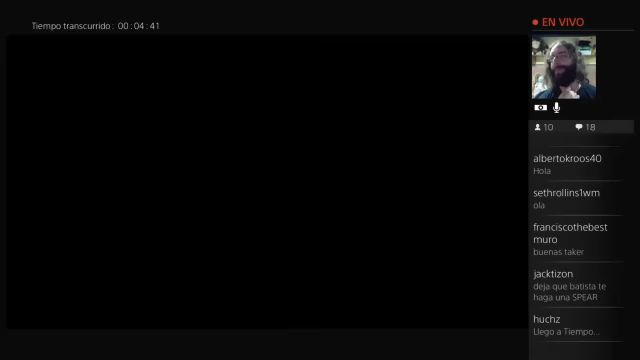 Tiempo transcurrido: 00:04:41
EN VIVO
10
18
albertokroos40
Hola
sethrollins1wm
ola
franciscothebest
muro
buenas taker
jacktizon
deja que batista te
haga una SPEAR
huchz
Llego a Tiempo...